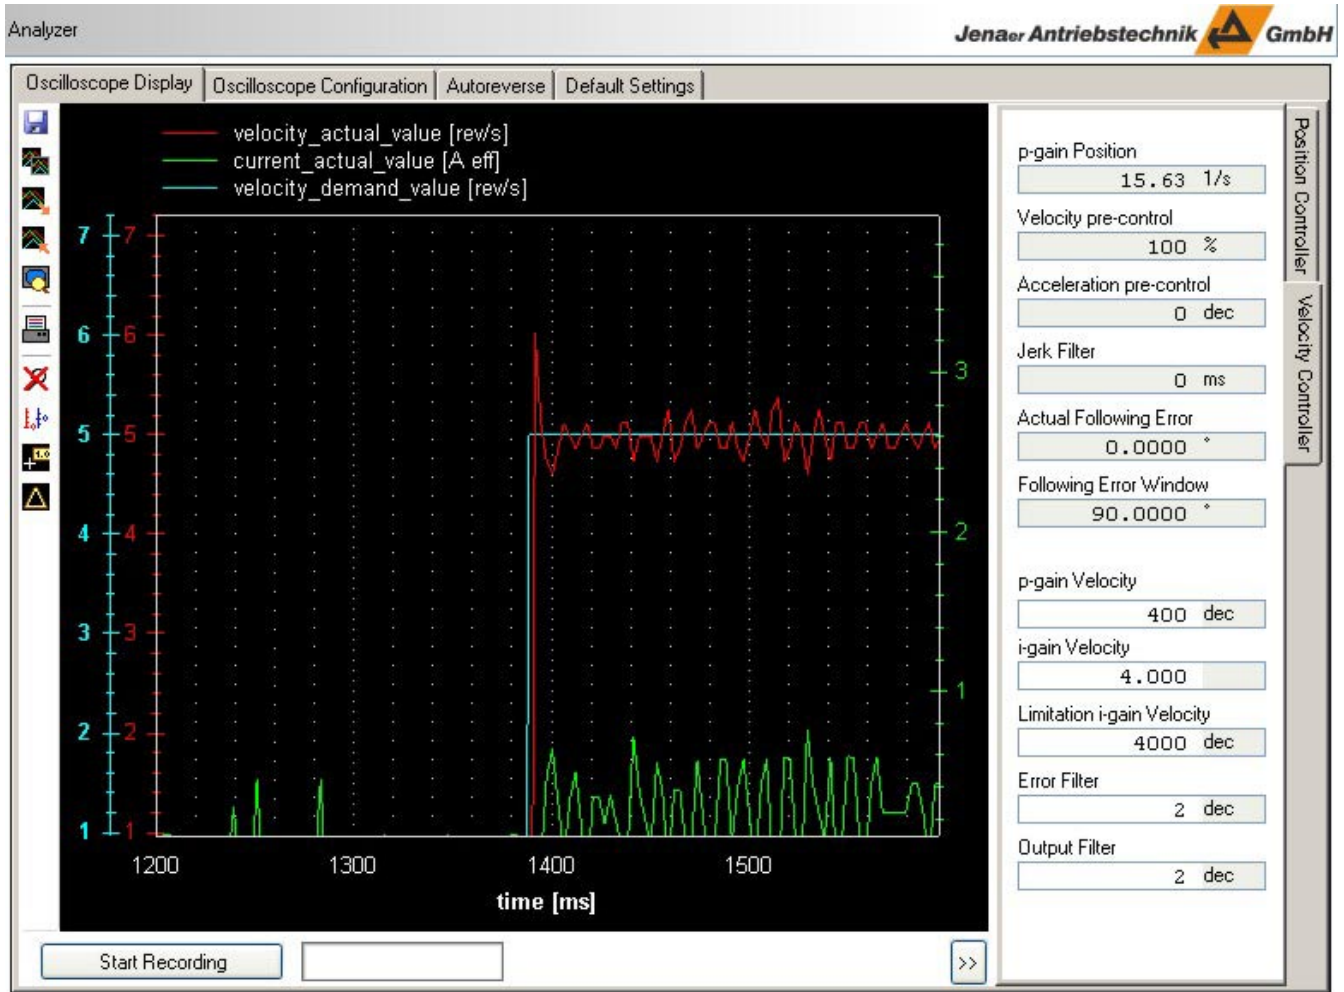 Analyzer
Jenaer Antriebstechnik GmbH
Oscilloscope Display Oscilloscope Configuration Autoreverse Default Settings
velocity_actual_value [rev/s]
current_actual_value [A eff]
velocity_demand_value [rev/s]
7 7
6 6
3
5 5
4 4
2
3 3
1
2 2
1 1
1200 1300 1400 1500
time [ms]
Start Recording
>>
p-gain Position
15.63 1/s
Velocity pre-control
100 %
Acceleration pre-control
0 dec
Jerk Filter
0 ms
Actual Following Error
0.0000 °
Following Error Window
90.0000 °
p-gain Velocity
400 dec
i-gain Velocity
4.000
Limitation i-gain Velocity
4000 dec
Error Filter
2 dec
Output Filter
2 dec
Position Controller
Velocity Controller